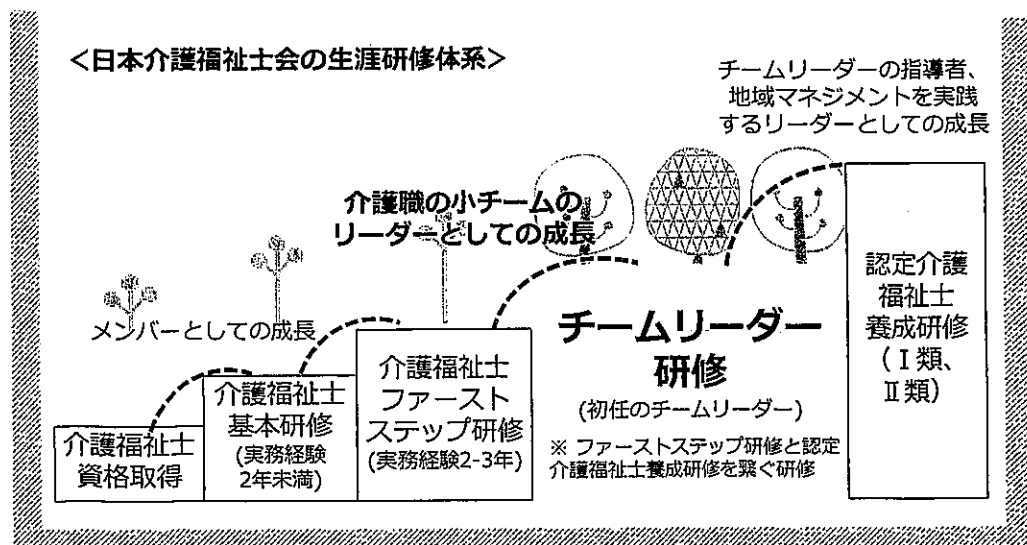 <日本介護福祉士会の生涯研修体系>
チームリーダーの指導者、
地域マネジメントを実践
するリーダーとしての成長
介護職の小チームの
リーダーとしての成長
メンバーとしての成長
介護福祉士
資格取得
介護福祉士
基本研修
(実務経験
2年未満)
介護福祉士
ファースト
ステップ研修
(実務経験2-3年)
チームリーダー
研修
(初任のチームリーダー)
※ ファーストステップ研修と認定
介護福祉士養成研修を繋ぐ研修
認定介護
福祉士
養成研修
(Ⅰ類、
Ⅱ類)